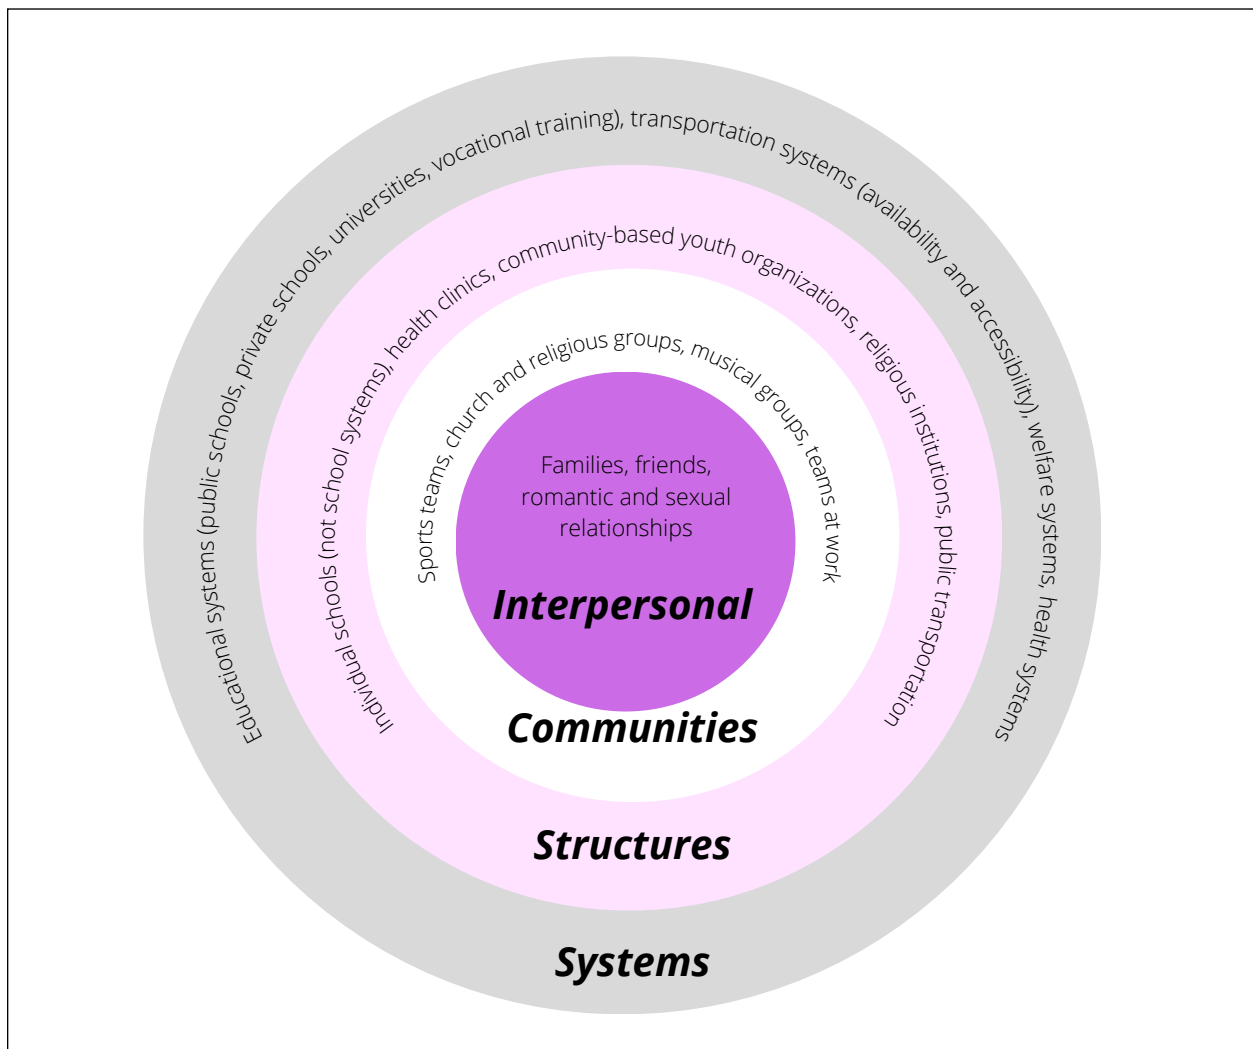 Educational systems (public schools, private schools, universities, vocational training), transportation systems (availability and accessibility), welfare systems, health systems
Individual schools (not school systems), health clinics, community-based youth organizations, religious institutions, public transportation
Sports teams, church and religious groups, musical groups, teams at work
Families, friends,
romantic and sexual
relationships
Interpersonal
Communities
Structures
Systems